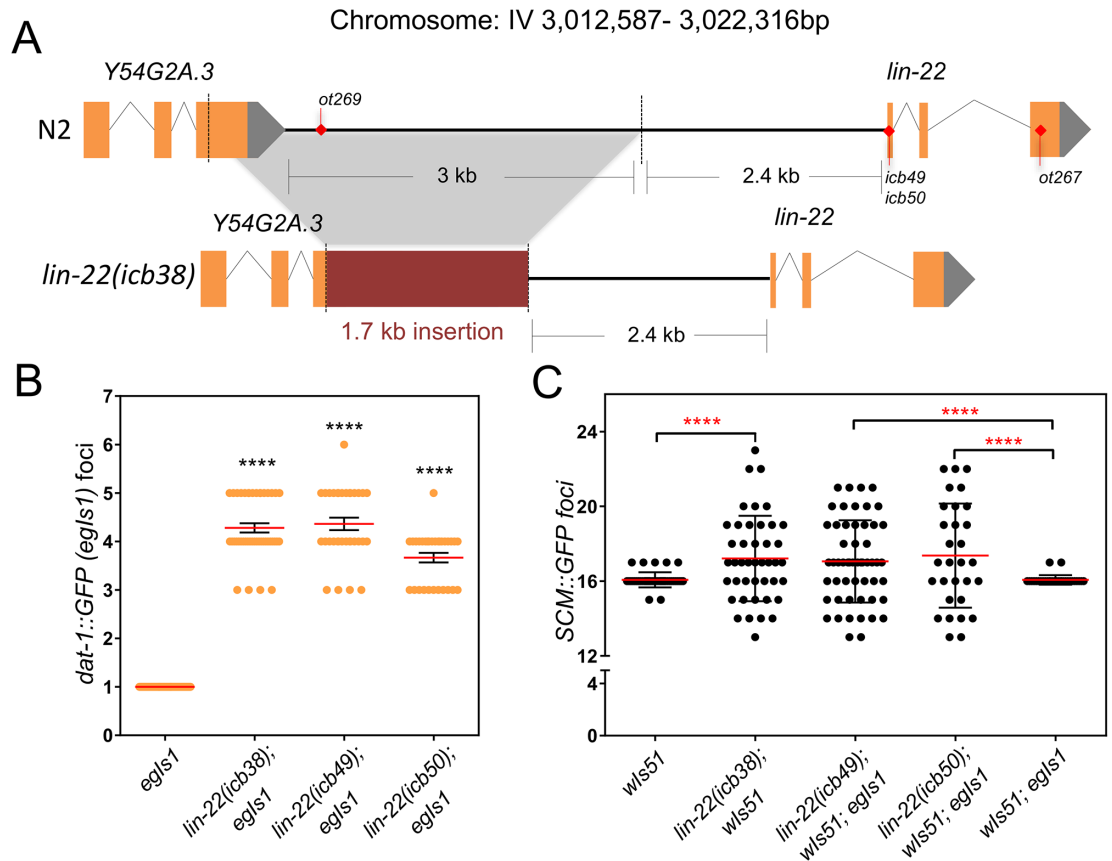 Chromosome: IV 3,012,587- 3,022,316bp
A
Y54G2A.3
lin-22
ot269
N2
3 kb
2.4 kb
icb49
icb50
ot267
Y54G2A.3
lin-22
lin-22(icb38)
1.7 kb insertion
2.4 kb
B
dat-1::GFP (egIs1) foci
7
6
5
4
3
2
1
0
****
****
****
egIs1
lin-22(icb38);
egIs1
lin-22(icb49);
egIs1
lin-22(icb50);
egIs1
C
SCM::GFP foci
24
20
16
12
4
0
****
****
****
wIs51
lin-22(icb38);
wIs51
lin-22(icb49);
wIs51; egIs1
lin-22(icb50);
wIs51; egIs1
wIs51; egIs1